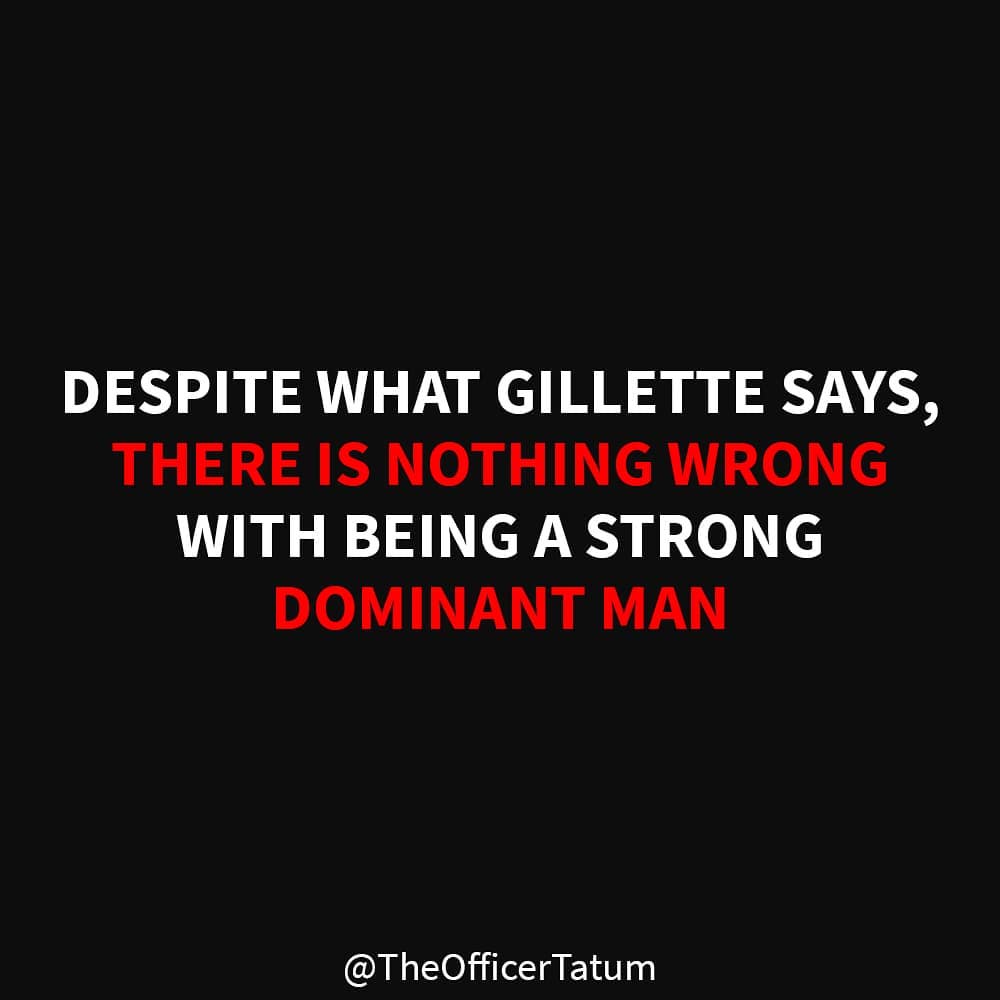 DESPITE WHAT GILLETTE SAYS,
THERE IS NOTHING WRONG
WITH BEING A STRONG
DOMINANT MAN
@TheOfficerTatum